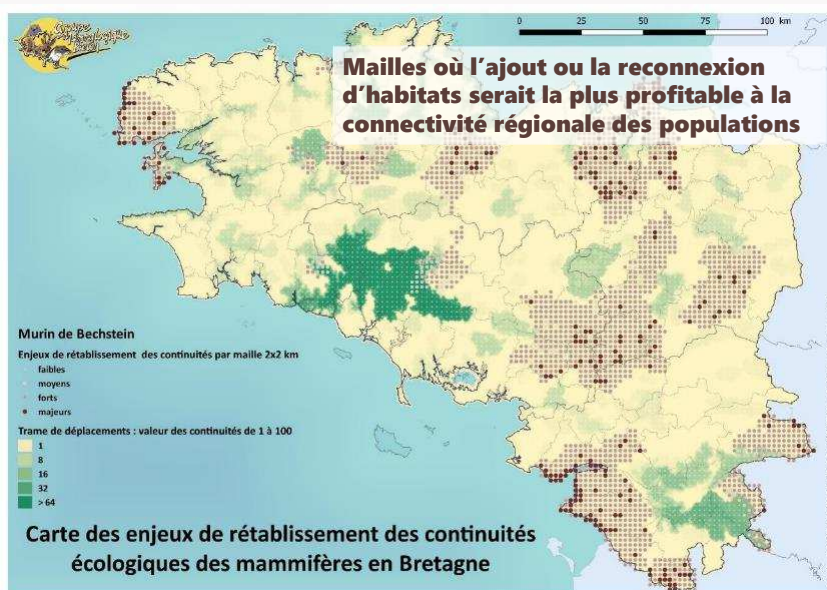 0 25 50 75 100 km
Mailles où l'ajout ou la reconnexion
d'habitats serait la plus profitable à la
connectivité régionale des populations
Murin de Bechstein
Enjeux de rétablissement des continuités par maille 2x2 km
faibles
moyens
forts
majeurs
Trame de déplacements : valeur des continuités de 1 à 100
1
8
16
32
> 64
Carte des enjeux de rétablissement des continuités
écologiques des mammifères en Bretagne